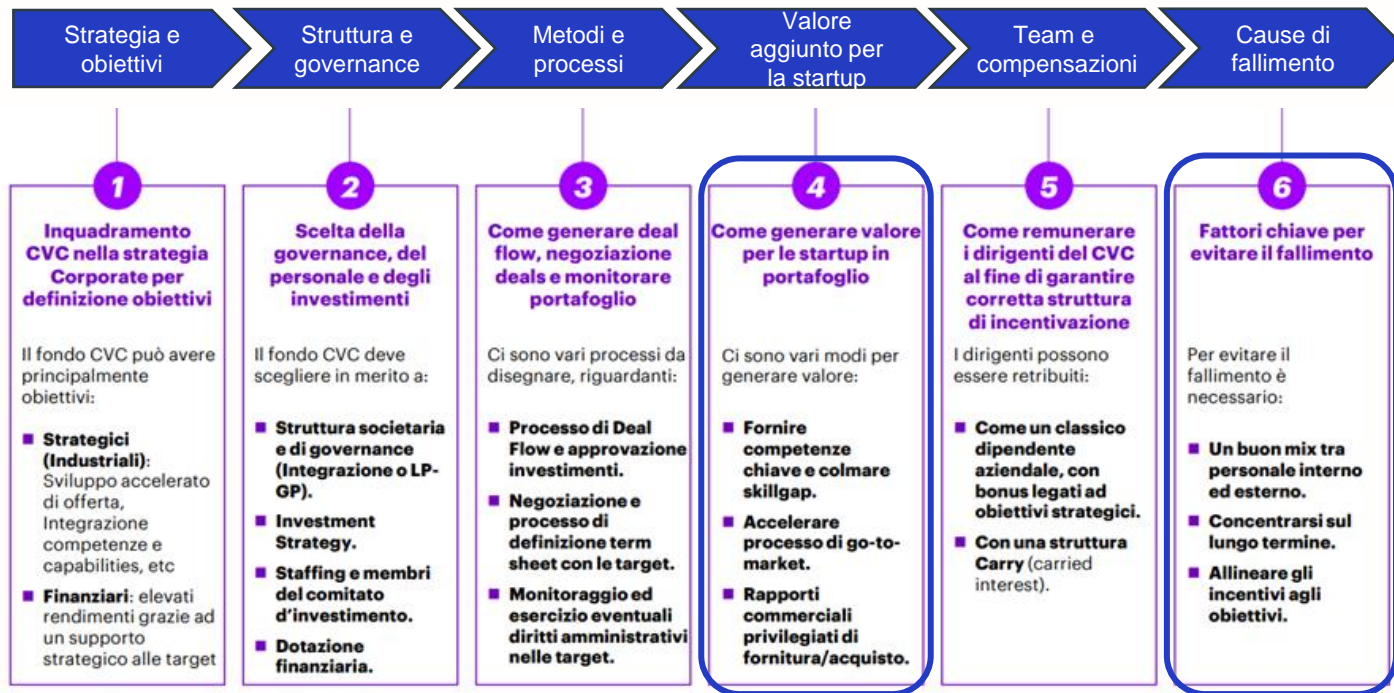 Strategia e
obiettivi
Struttura e
governance
Metodi e
processi
Valore
aggiunto per
la startup
Team e
compensazioni
Cause di
fallimento
1
Inquadramento
CVC nella strategia
Corporate per
definizione obiettivi
Il fondo CVC può avere
principalmente
obiettivi:
■ Strategici
(Industriali):
Sviluppo accelerato
di offerta,
Integrazione
competenze e
capabilities, etc
■ Finanziari: elevati
rendimenti grazie ad
un supporto
strategico alle target
2
Scelta della
governance, del
personale e degli
investimenti
Il fondo CVC deve
scegliere in merito a:
■ Struttura societaria
e di governance
(Integrazione o LP-
GP).
■ Investment
Strategy.
■ Staffing e membri
del comitato
d'investimento.
■ Dotazione
finanziaria.
3
Come generare deal
flow, negoziazione
deals e monitorare
portafoglio
Ci sono vari processi da
disegnare, riguardanti:
■ Processo di Deal
Flow e approvazione
investimenti.
■ Negoziazione e
processo di
definizione term
sheet con le target.
■ Monitoraggio ed
esercizio eventuali
diritti amministrativi
nelle target.
4
Come generare valore
per le startup in
portafoglio
Ci sono vari modi per
generare valore:
■ Fornire
competenze
chiave e colmare
skillgap.
■ Accelerare
processo di go-to-
market.
■ Rapporti
commerciali
privilegiati di
fornitura/acquisto.
5
Come remunerare
i dirigenti del CVC
al fine di garantire
corretta struttura
di incentivazione
I dirigenti possono
essere retribuiti:
■ Come un classico
dipendente
aziendale, con
bonus legati ad
obiettivi strategici.
■ Con una struttura
Carry (carried
interest).
6
Fattori chiave per
evitare il fallimento
Per evitare il
fallimento è
necessario:
■ Un buon mix tra
personale interno
ed esterno.
■ Concentrarsi sul
lungo termine.
■ Allineare gli
incentivi agli
obiettivi.